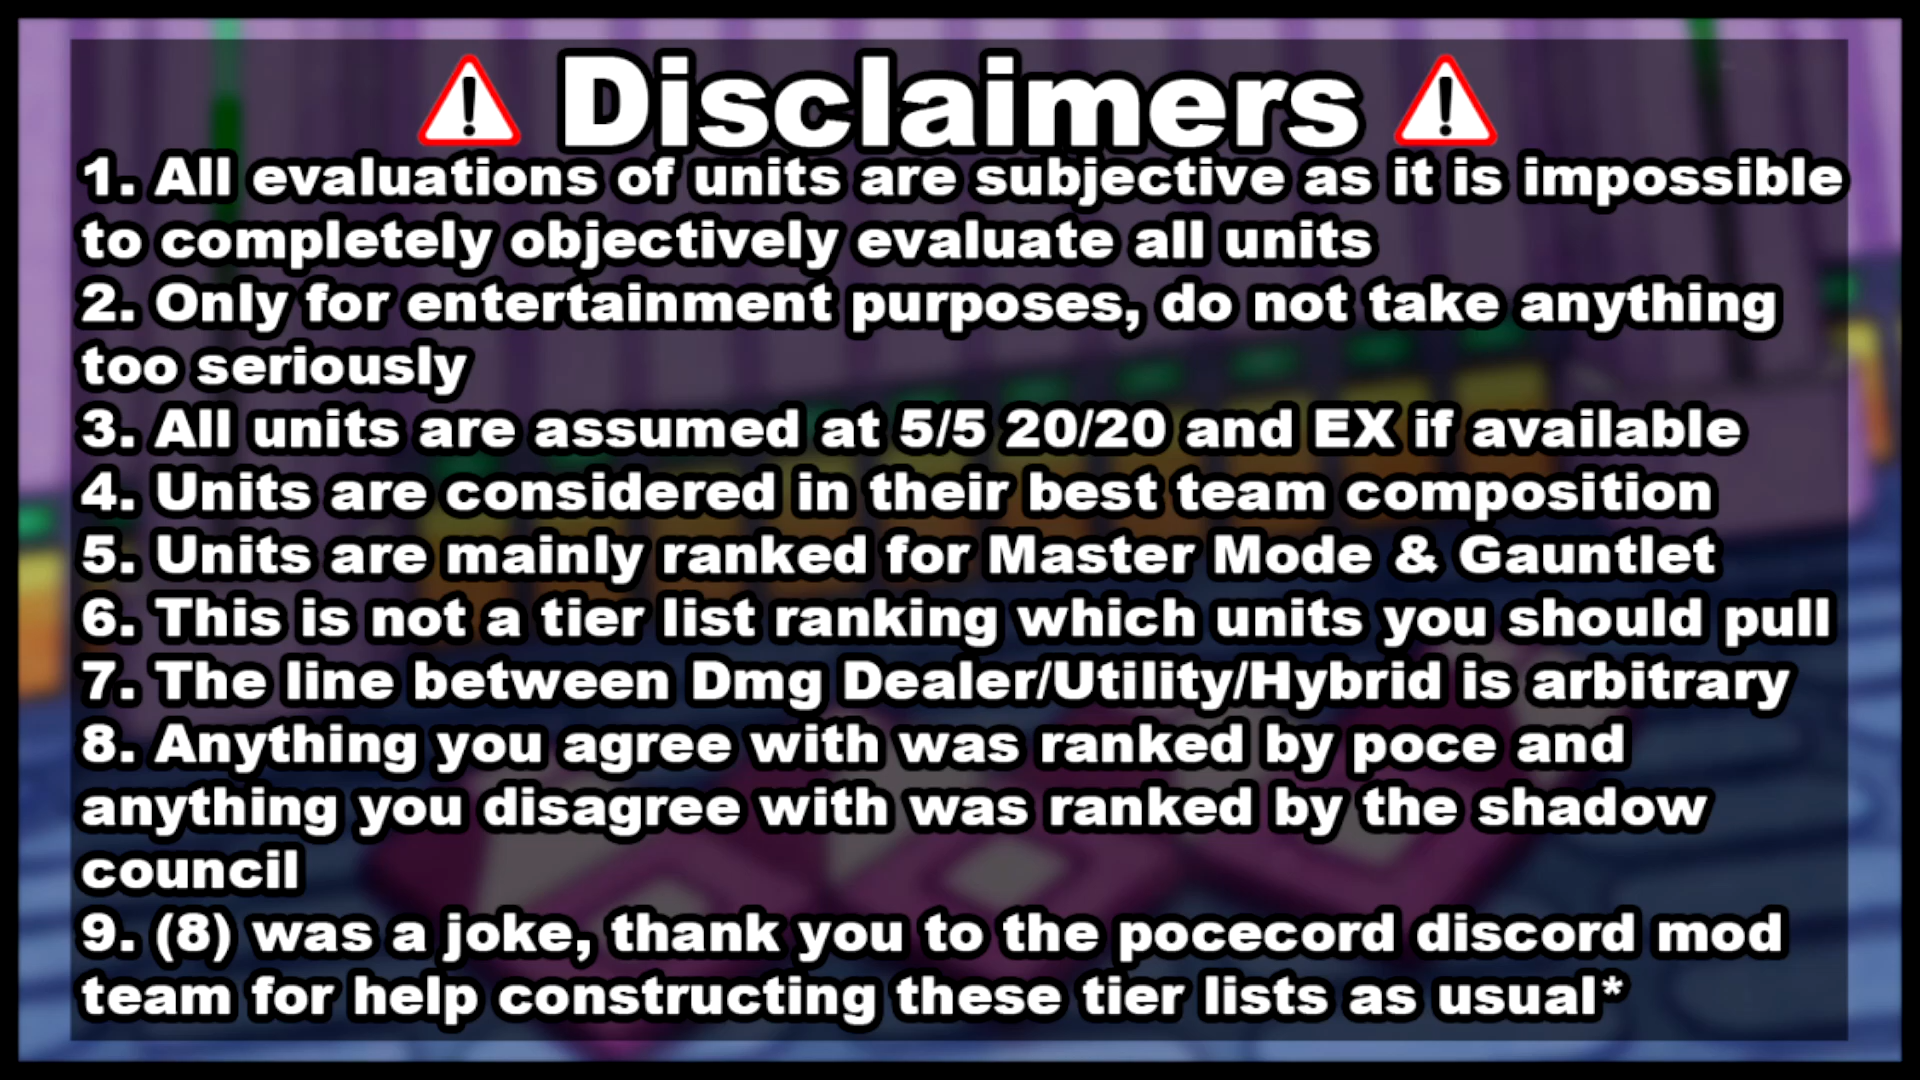 Disclaimers
1. All evaluations of units are subjective as it is impossible
to completely objectively evaluate all units
2. Only for entertainment purposes, do not take anything
too seriously
3. All units are assumed at 5/5 20/20 and EX if available
4. Units are considered in their best team composition
5. Units are mainly ranked for Master Mode & Gauntlet
6. This is not a tier list ranking which units you should pull
7. The line between Dmg Dealer/Utility/Hybrid is arbitrary
8. Anything you agree with was ranked by poce and
anything you disagree with was ranked by the shadow
council
9. (8) was a joke, thank you to the pocecord discord mod
team for help constructing these tier lists as usual*